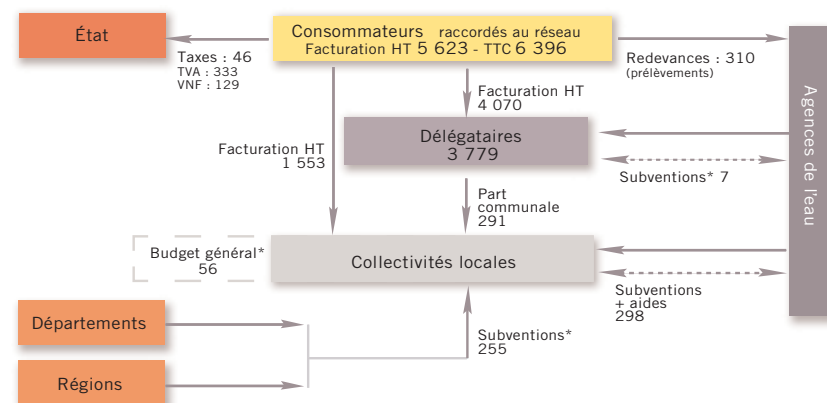 État
Consommateurs raccordés au réseau
Facturation HT 5 623 - TTC 6 396
Taxes : 46
TVA : 333
VNF : 129
Redevances : 310
(prélèvements)
Facturation HT
4 070
Facturation HT
1 553
Délégataires
3 779
Subventions* 7
Agences de l'eau
Part
communale
291
Budget général*
56
Collectivités locales
Subventions
+ aides
298
Départements
Subventions*
255
Régions